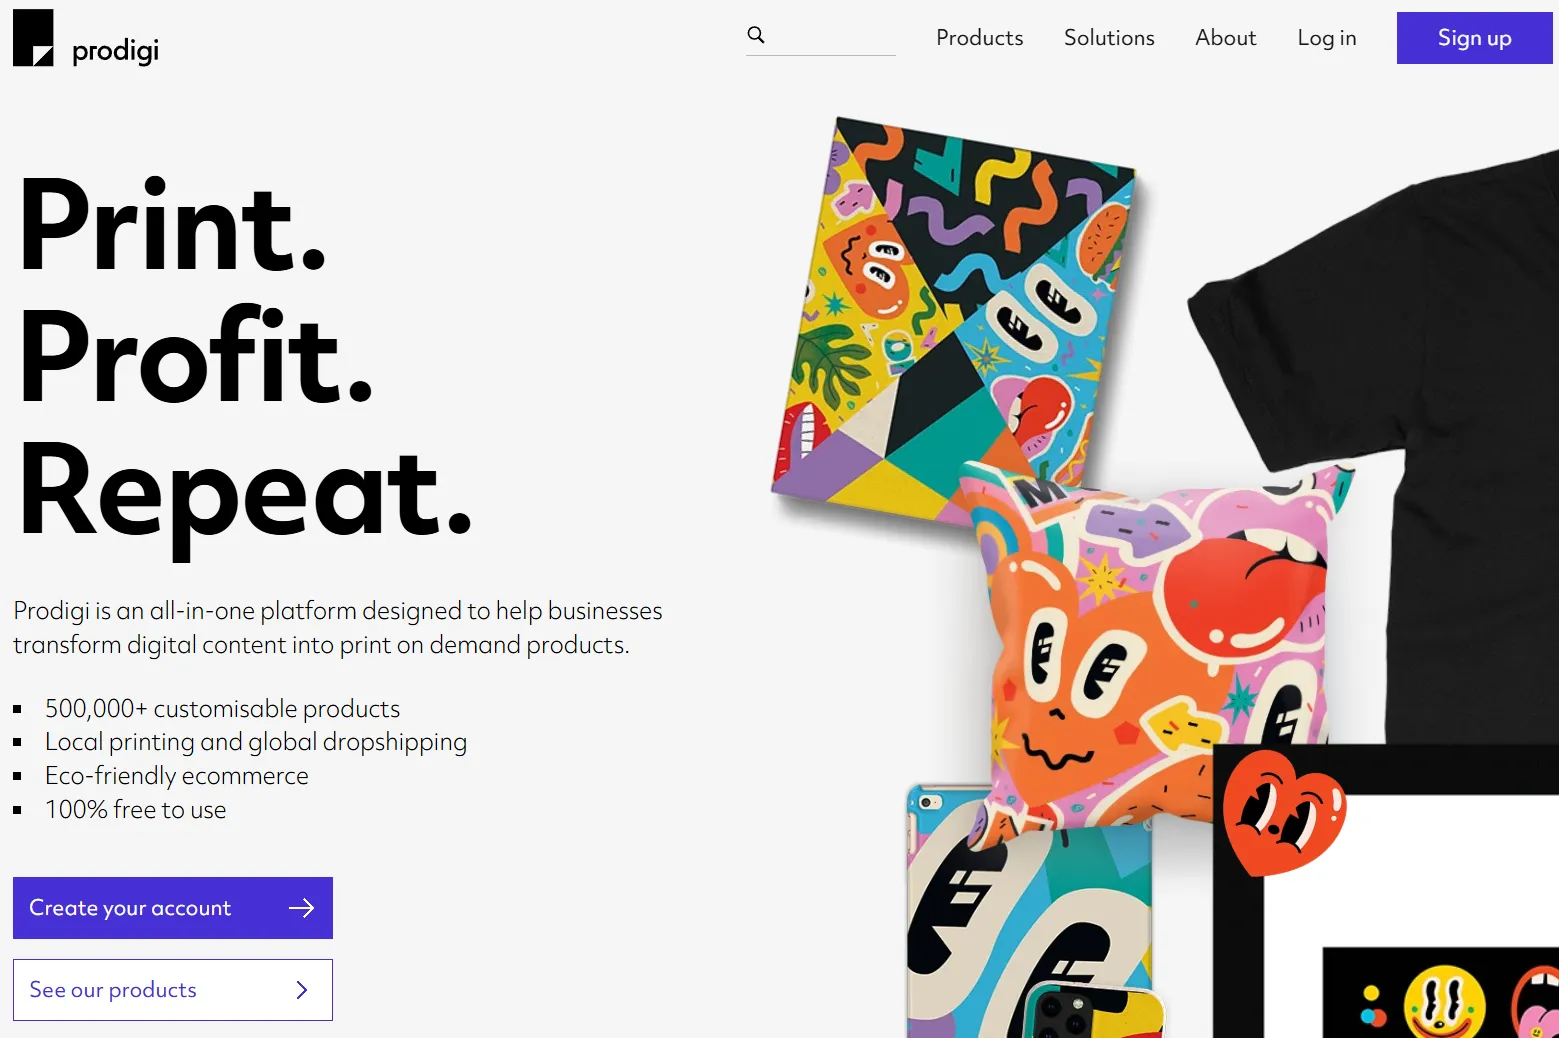 prodigi
Products
Solutions
About
Log in
Sign up
Print.
Profit.
Repeat.
Prodigi is an all-in-one platform designed to help businesses
transform digital content into print on demand products.
500,000+ customisable products
Local printing and global dropshipping
Eco-friendly ecommerce
100% free to use
Create your account
See our products